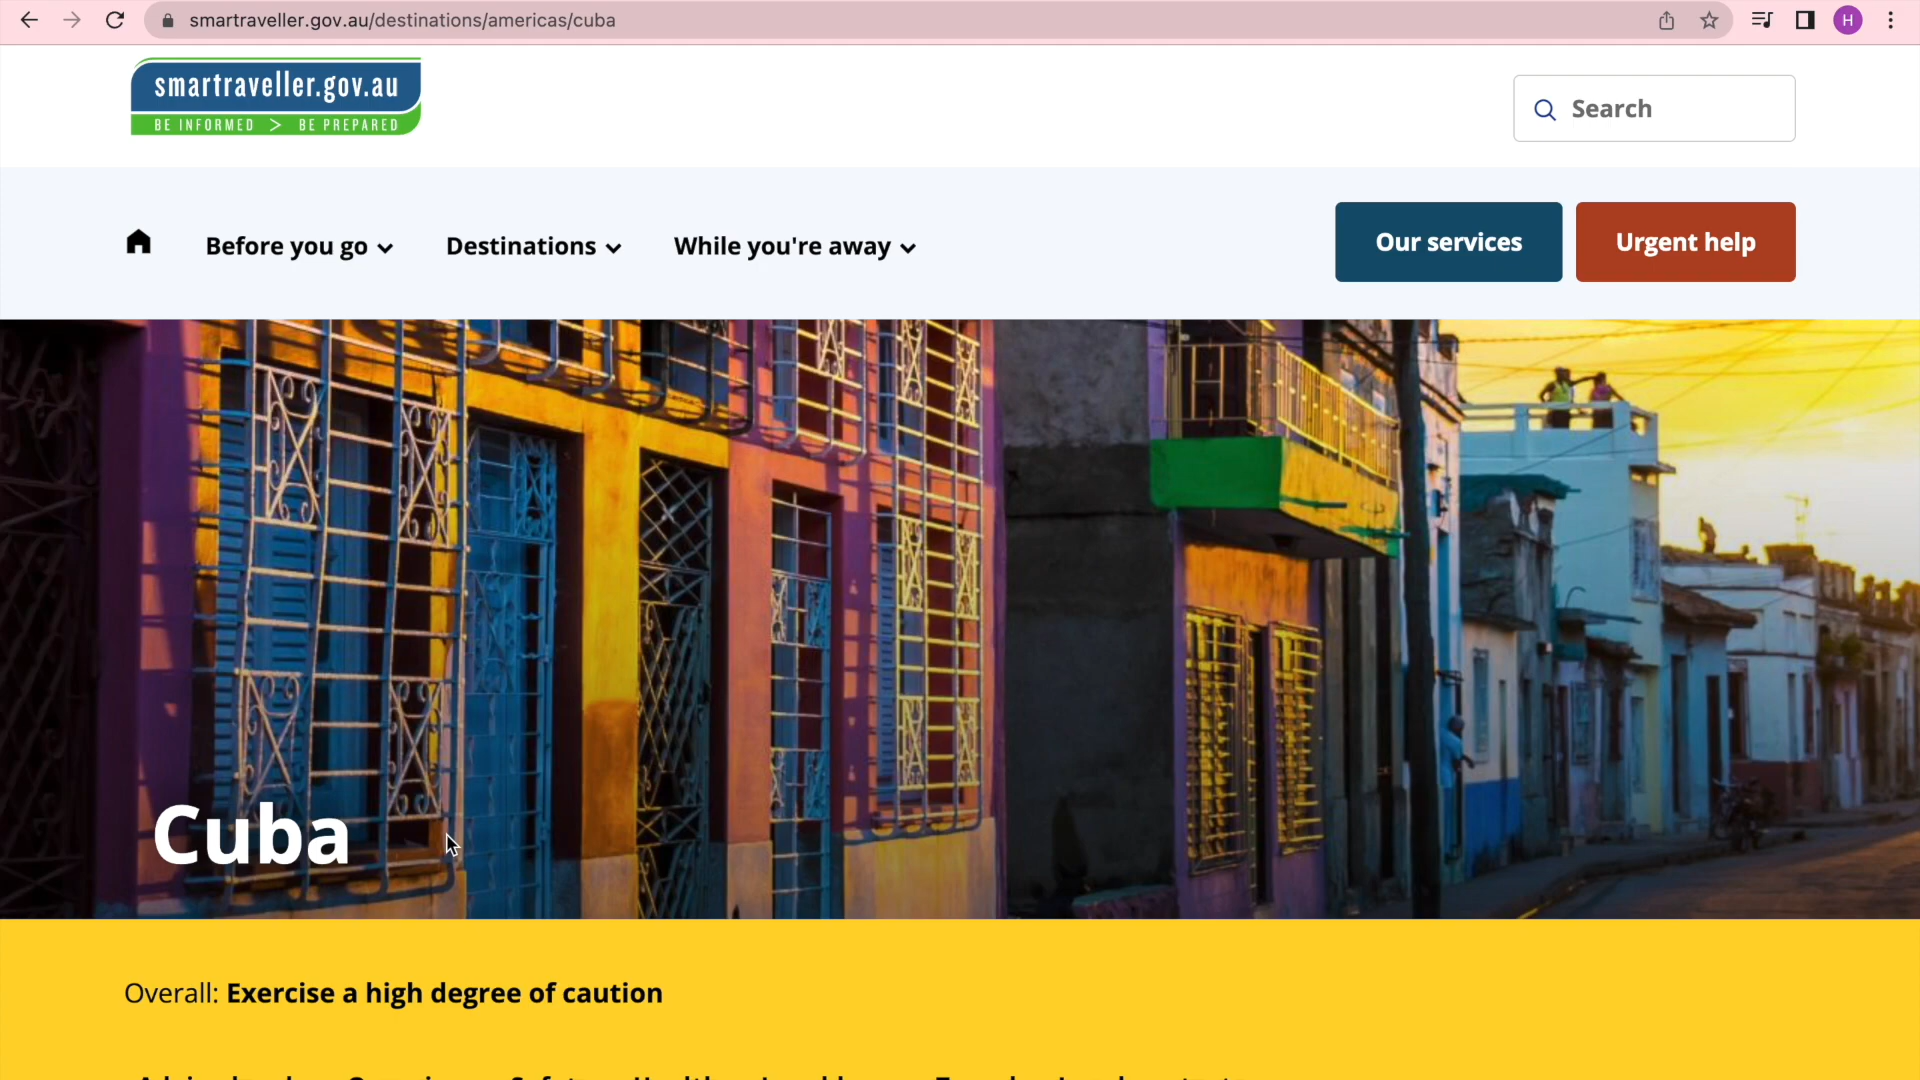 smartraveller.gov.au/destinations/americas/cuba
H
smartraveller.gov.au
BE INFORMED > BE PREPARED
Search
Before you go
Destinations
While you're away
Our services
Urgent help
Cuba
Overall: Exercise a high degree of caution